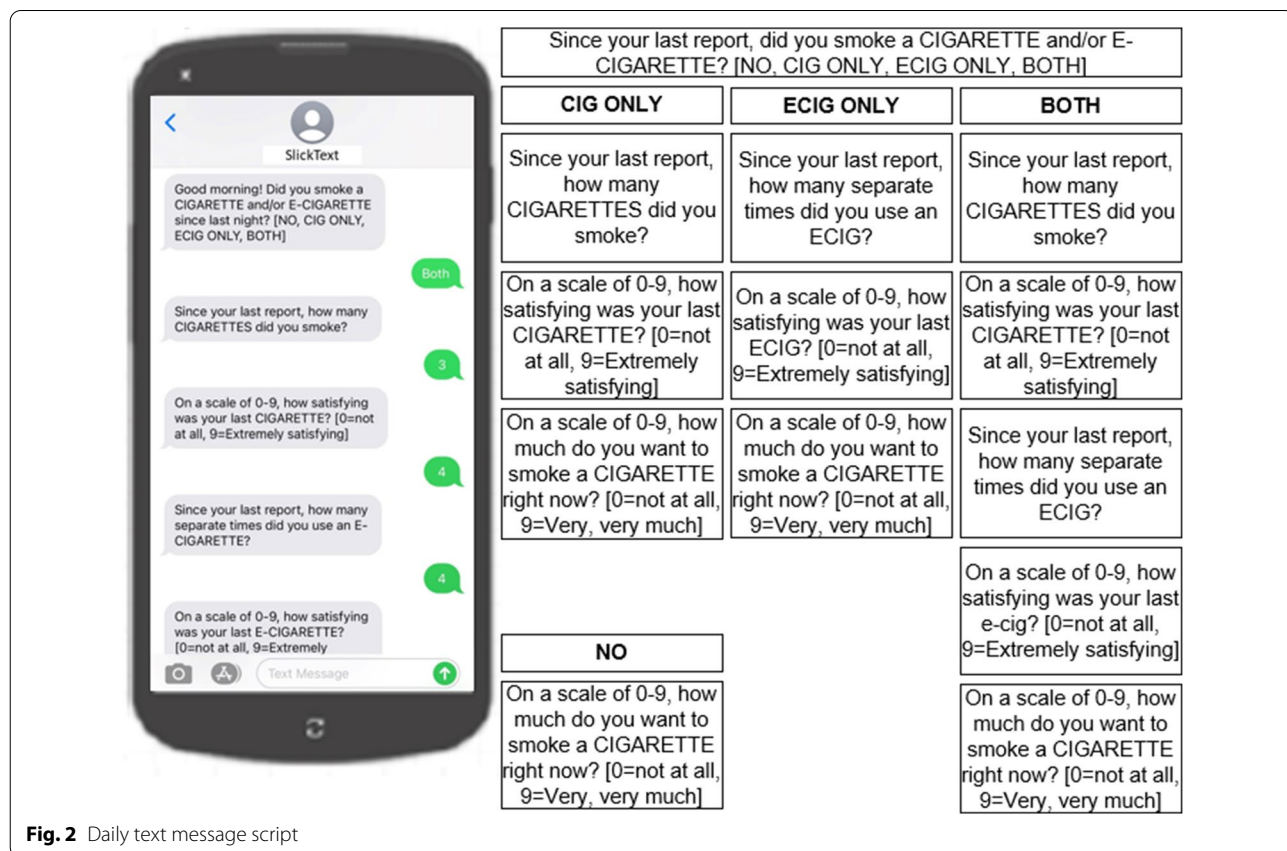 SlickText
Good morning! Did you smoke a
CIGARETTE and/or E-CIGARETTE
since last night? [NO, CIG ONLY,
ECIG ONLY, BOTH]
Both
Since your last report, how many
CIGARETTES did you smoke?
3
On a scale of 0-9, how satisfying
was your last CIGARETTE? [0=not
at all, 9=Extremely satisfying]
4
Since your last report, how many
separate times did you use an E-
CIGARETTE?
4
On a scale of 0-9, how satisfying
was your last E-CIGARETTE?
[0=not at all, 9=Extremely
Text Message
Since your last report, did you smoke a CIGARETTE and/or E-
CIGARETTE? [NO, CIG ONLY, ECIG ONLY, BOTH]
CIG ONLY
Since your last report,
how many
CIGARETTES did you
smoke?
On a scale of 0-9, how
satisfying was your last
CIGARETTE? [0=not
at all, 9=Extremely
satisfying]
On a scale of 0-9, how
much do you want to
smoke a CIGARETTE
right now? [0=not at all,
9=Very, very much]
ECIG ONLY
Since your last report,
how many separate
times did you use an
ECIG?
On a scale of 0-9, how
satisfying was your last
ECIG? [0=not at all,
9=Extremely satisfying]
On a scale of 0-9, how
much do you want to
smoke a CIGARETTE
right now? [0=not at all,
9=Very, very much]
BOTH
Since your last report,
how many
CIGARETTES did you
smoke?
On a scale of 0-9, how
satisfying was your last
CIGARETTE? [0=not
at all, 9=Extremely
satisfying]
Since your last report,
how many separate
times did you use an
ECIG?
On a scale of 0-9, how
satisfying was your last
e-cig? [0=not at all,
9=Extremely satisfying]
On a scale of 0-9, how
much do you want to
smoke a CIGARETTE
right now? [0=not at all,
9=Very, very much]
NO
On a scale of 0-9, how
much do you want to
smoke a CIGARETTE
right now? [0=not at all,
9=Very, very much]
Fig. 2 Daily text message script